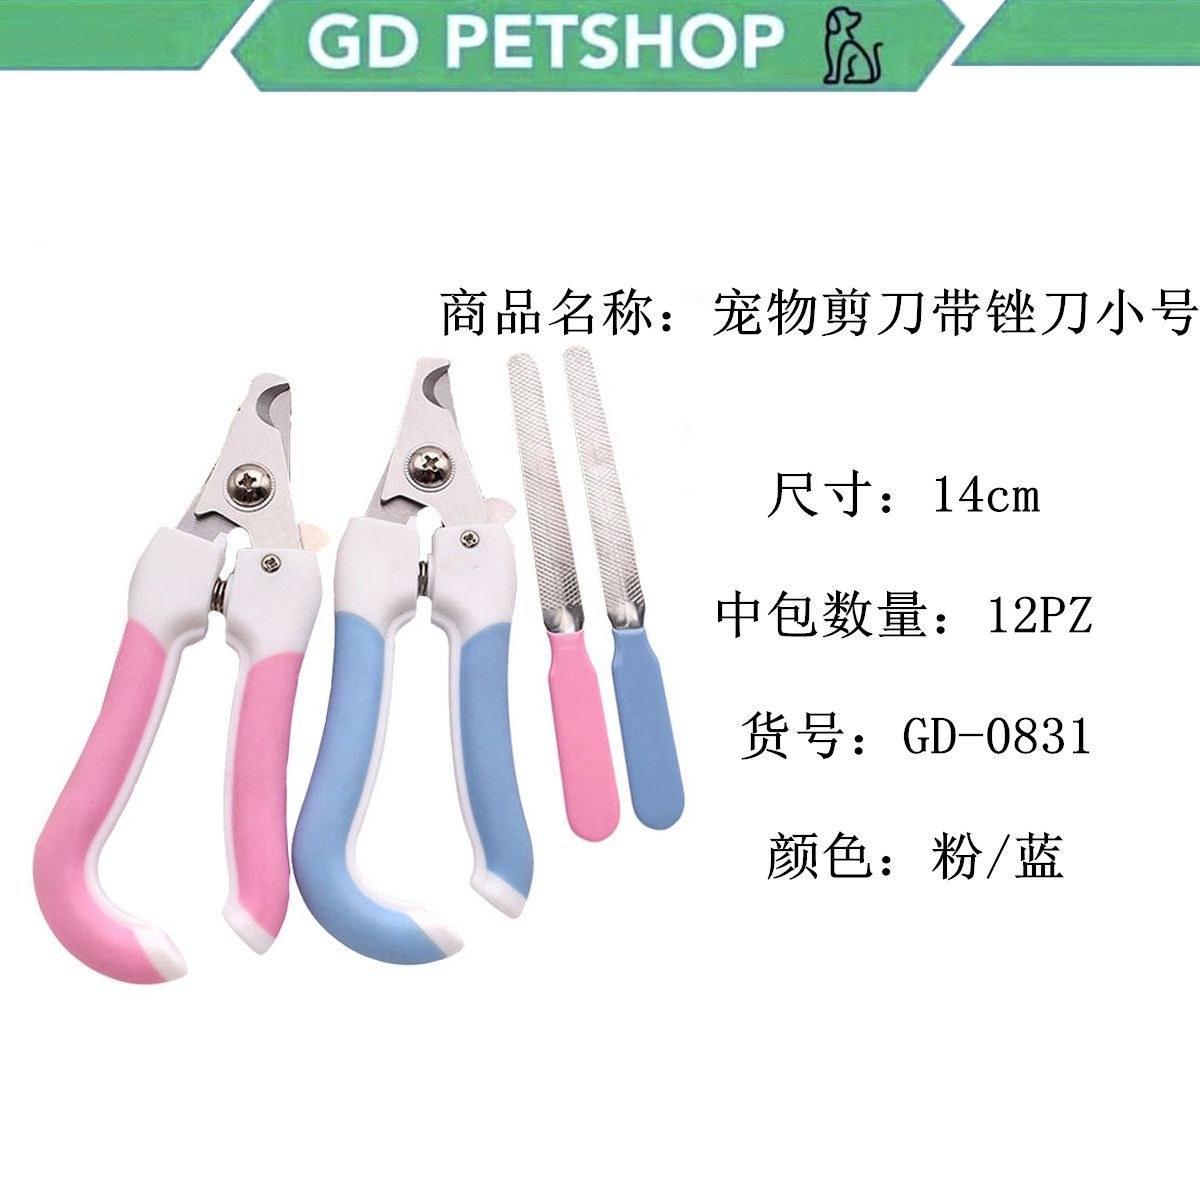 GD PETSHOP
商品名称：宠物剪刀带锉刀小号
尺寸：14cm
中包数量：12PZ
货号：GD-0831
颜色：粉/蓝